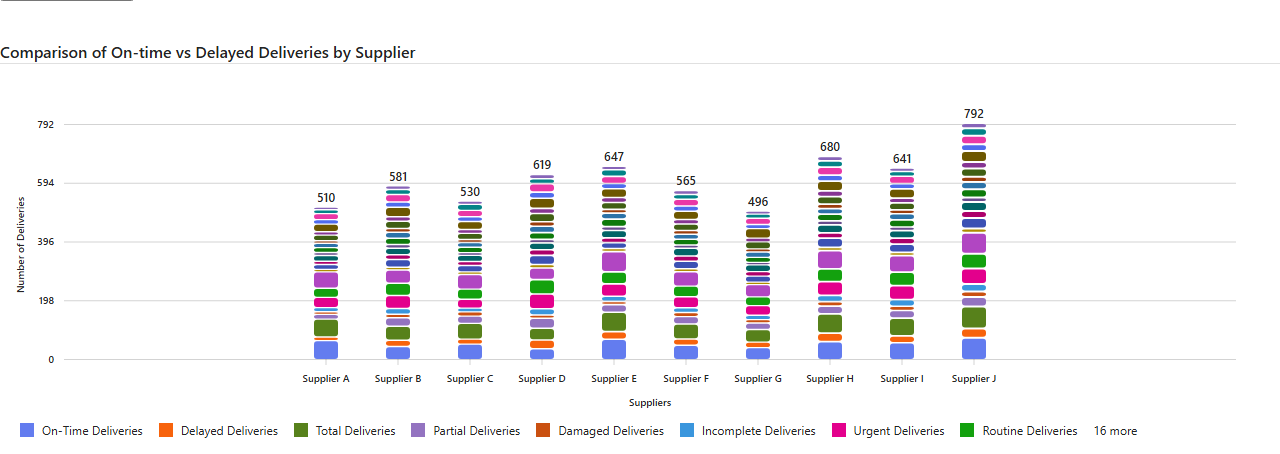 Comparison of On-time vs Delayed Deliveries by Supplier
Number of Deliveries
792
594
396
198
0
510
581
530
619
647
565
496
680
641
792
Supplier A
Supplier B
Supplier C
Supplier D
Supplier E
Supplier F
Supplier G
Supplier H
Supplier I
Supplier J
Suppliers
On-Time Deliveries
Delayed Deliveries
Total Deliveries
Partial Deliveries
Damaged Deliveries
Incomplete Deliveries
Urgent Deliveries
Routine Deliveries
16 more